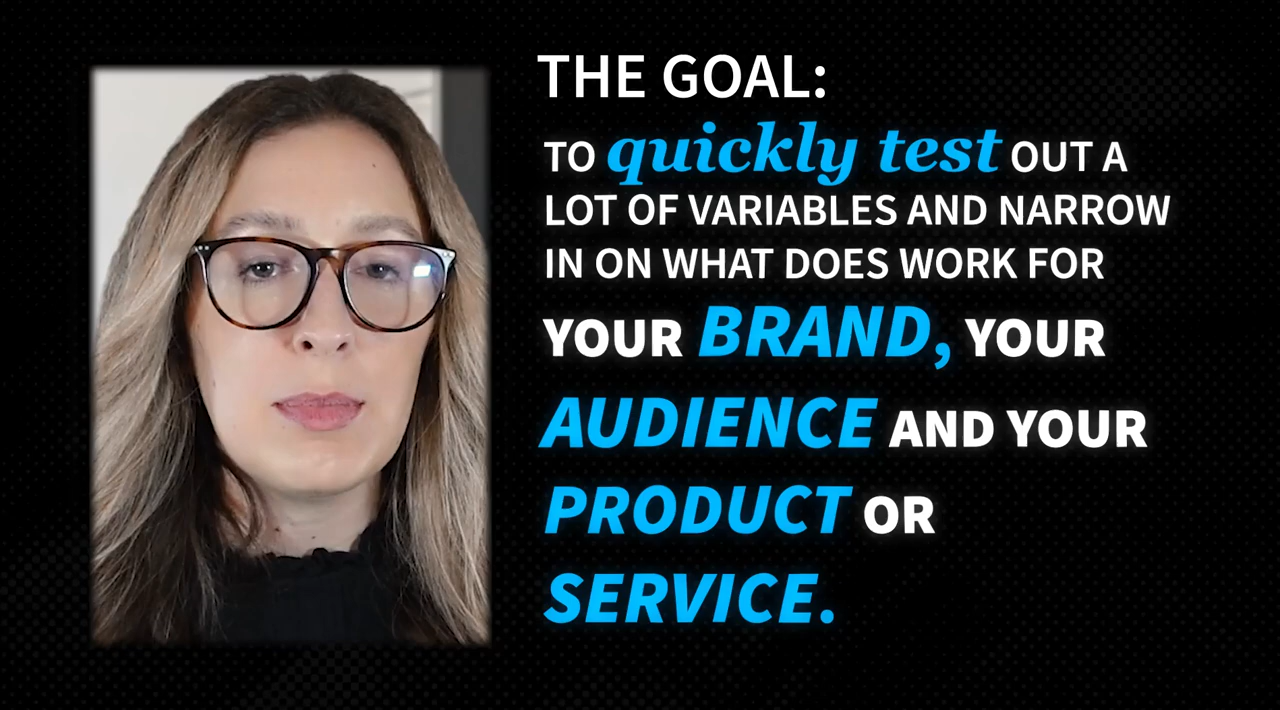 THE GOAL:
TO quickly test OUT A
LOT OF VARIABLES AND NARROW
IN ON WHAT DOES WORK FOR
YOUR BRAND, YOUR
AUDIENCE AND YOUR
PRODUCT OR
SERVICE.